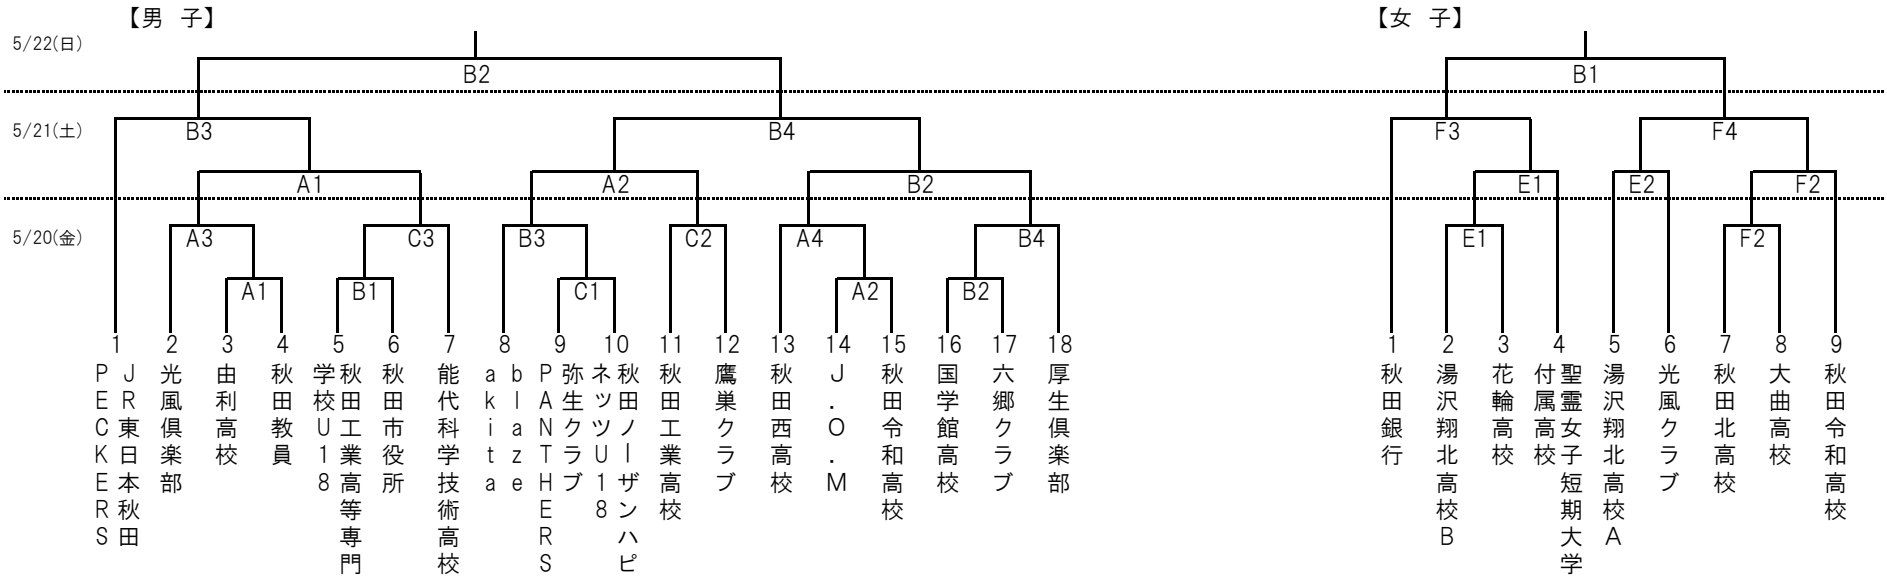 【男 子】
【女 子】
5/22(日)
B2
B1
5/21(土)
B3
B4
F3
F4
A1
A2
B2
E1
E2
F2
5/20(金)
A3
C3
B3
C2
A4
B4
E1
F2
A1
B1
C1
A2
B2
1
2
3
4
5
6
7
8
9
10
11
12
13
14
15
16
17
18
1
2
3
4
5
6
7
8
9
JR東日本秋田
PECKERS
光風倶楽部
由利高校
秋田教員
秋田工業高等専門
学校U18
秋田市役所
能代科学技術高校
blaze
akita
弥生クラブ
PANTHERS
秋田ノーザンハピ
ネッツU18
秋田工業高校
鷹巣クラブ
秋田西高校
J.O.M
秋田令和高校
国学館高校
六郷クラブ
厚生倶楽部
秋田銀行
湯沢翔北高校B
花輪高校
聖霊女子短期大学
付属高校
湯沢翔北高校A
光風クラブ
秋田北高校
大曲高校
秋田令和高校